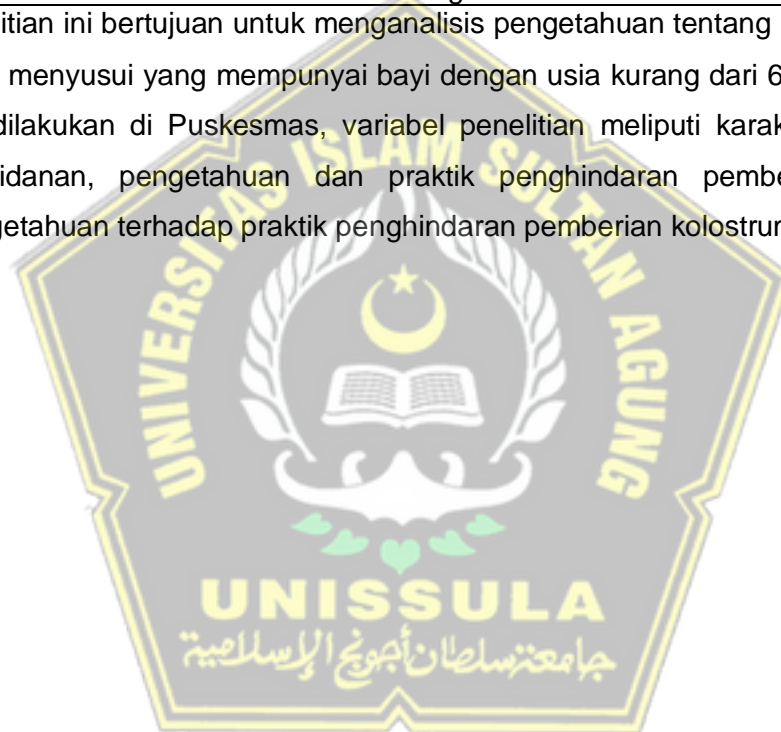 itian ini bertujuan untuk menganalisis pengetahuan tentang
menyusui yang mempunyai bayi dengan usia kurang dari 6
dilakukan di Puskesmas, variabel penelitian meliputi karak
idanan, pengetahuan dan praktik penghindaran pembe
getahuan terhadap praktik penghindaran pemberian kolostrum
UNIVERSITAS ISLAM SULTAN AGUNG
UNISSULA
جامعتسلطان أجونج الإسلامية